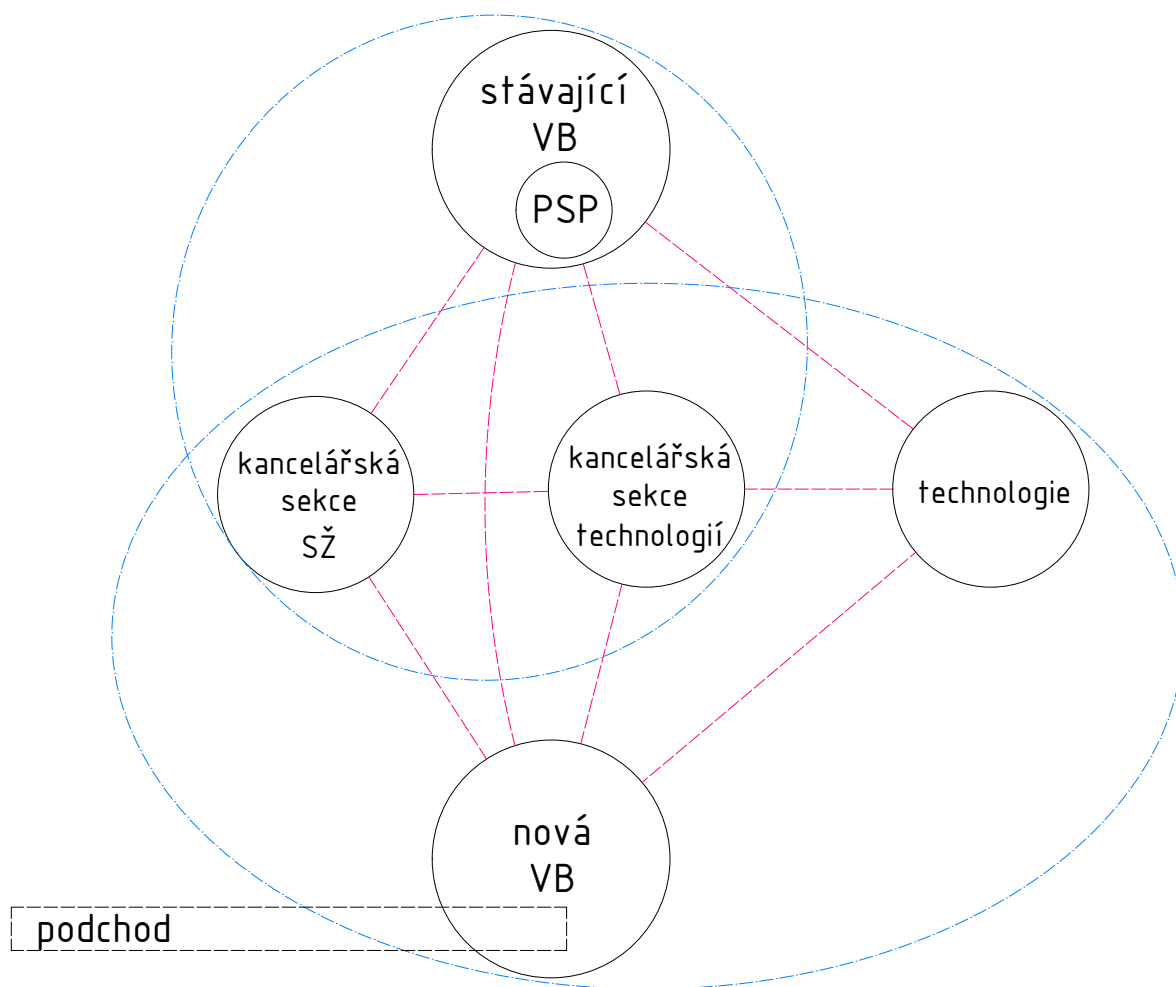 stávající
VB
PSP
kancelářská
sekce
SŽ
kancelářská
sekce
technologií
technologie
nová
VB
podchod